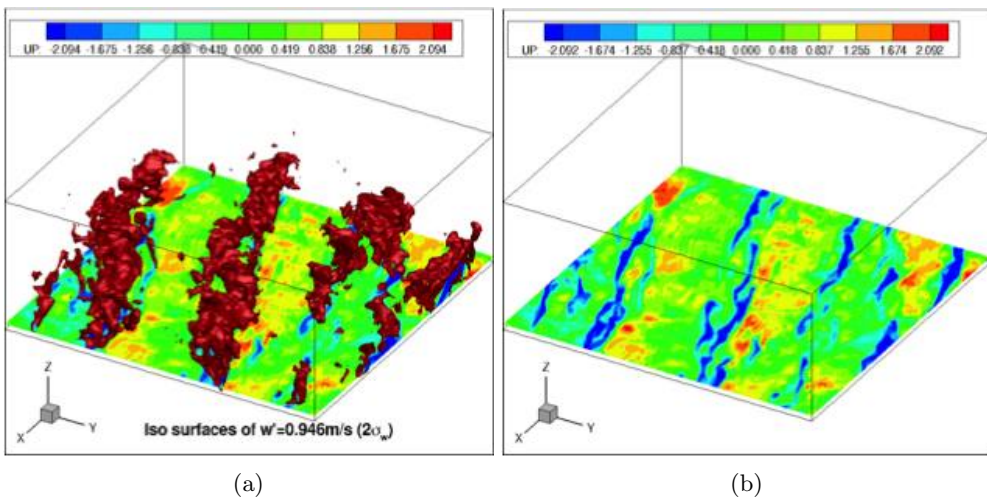 UP -2.094 -1.675 -1.256 -0.838 0.419 0.000 0.419 0.838 1.256 1.675 2.094
UP: -2.092 -1.674 -1.255 -0.837 0.418 0.000 0.418 0.837 1.255 1.674 2.092
Z
X
Y
Iso surfaces of w'=0.946m/s (2σw)
Z
X
Y
(a)
(b)